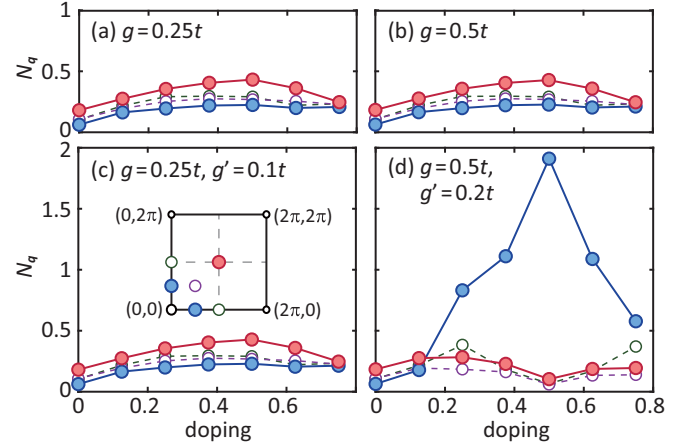 (a) g = 0.25t
(b) g = 0.5t
1
0.5
0
N_q
(c) g = 0.25t, g' = 0.1t
(d) g = 0.5t,
g' = 0.2t
2
1.5
1
0.5
0
N_q
(0,2π)
(2π,2π)
(0,0)
(2π,0)
0
0.2
0.4
0.6
0
0.2
0.4
0.6
0.8
doping
doping